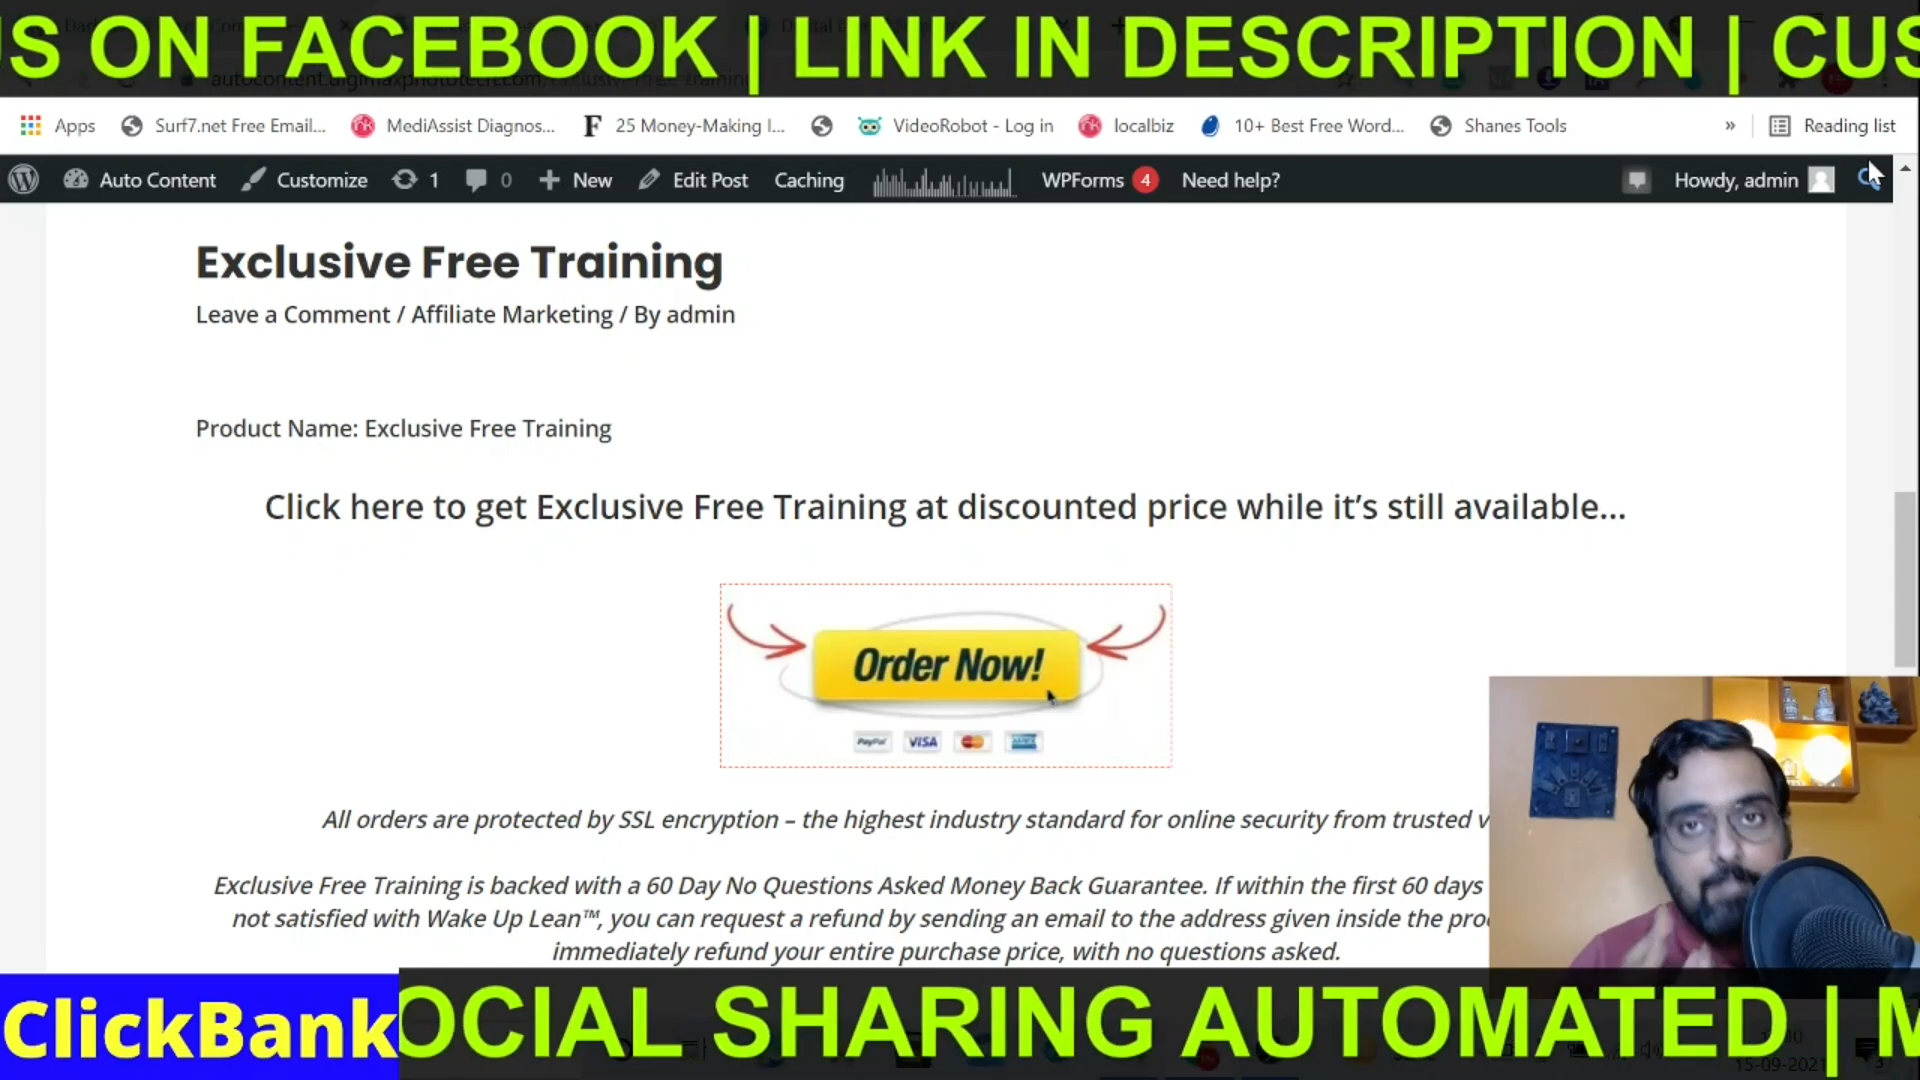 US ON FACEBOOK | LINK IN DESCRIPTION | CUS
Apps
Surf7.net Free Email...
MediAssist Diagnos...
25 Money-Making I...
VideoRobot - Log in
localbiz
10+ Best Free Word...
Shanes Tools
»
Reading list
Auto Content
Customize
1
0
New
Edit Post
Caching
WPForms 4
Need help?
Howdy, admin
Exclusive Free Training
Leave a Comment / Affiliate Marketing / By admin
Product Name: Exclusive Free Training
Click here to get Exclusive Free Training at discounted price while it's still available...
Order Now!
PayPal VISA
All orders are protected by SSL encryption – the highest industry standard for online security from trusted v
Exclusive Free Training is backed with a 60 Day No Questions Asked Money Back Guarantee. If within the first 60 days
not satisfied with Wake Up Lean™, you can request a refund by sending an email to the address given inside the pro
immediately refund your entire purchase price, with no questions asked.
ClickBank
OCIAL SHARING AUTOMATED | M
15-09-2021